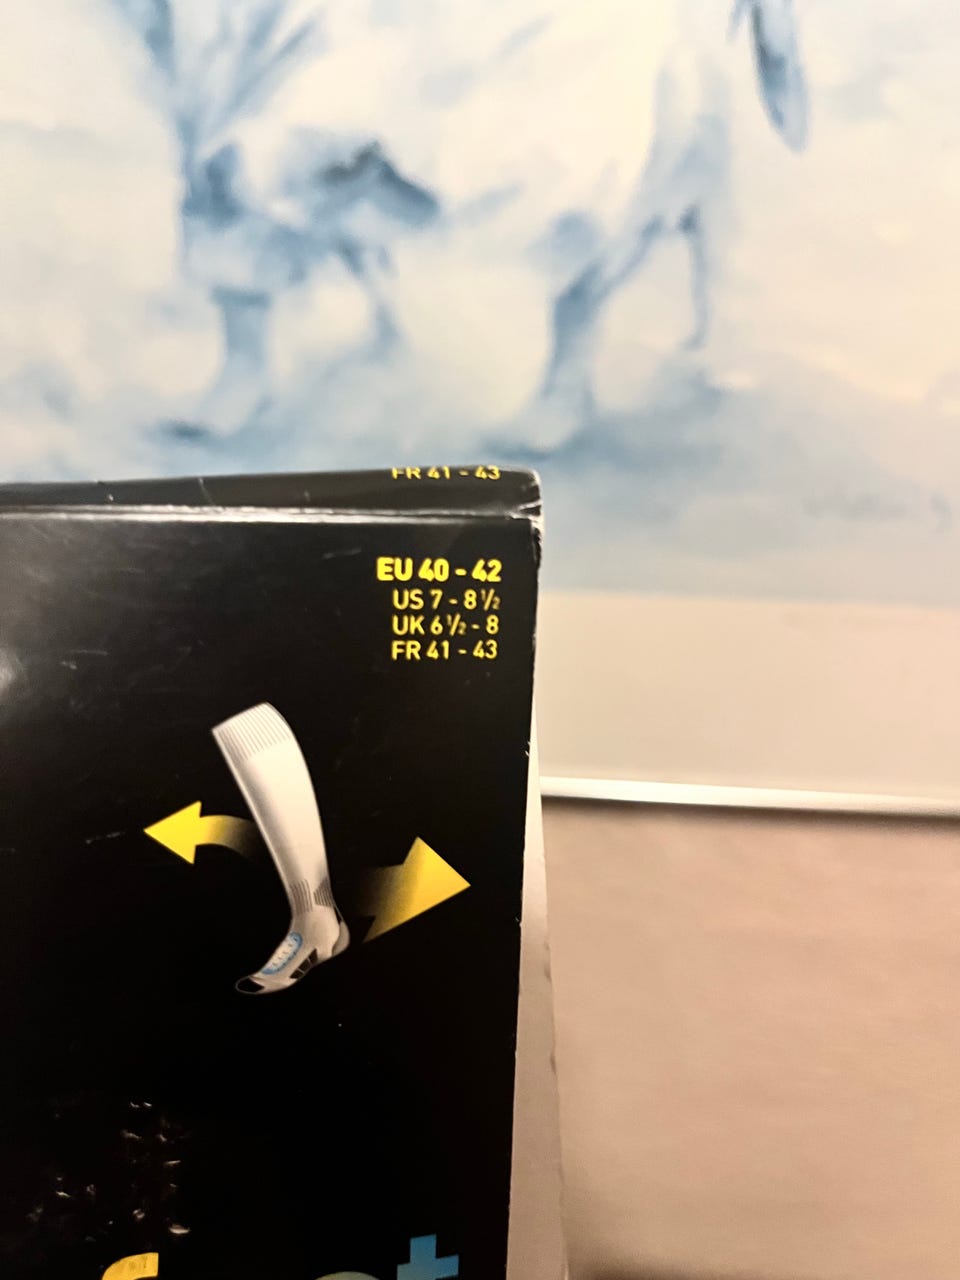 FR 41 - 43
EU 40 - 42
US 7 - 8 ½
UK 6 ½ - 8
FR 41 - 43